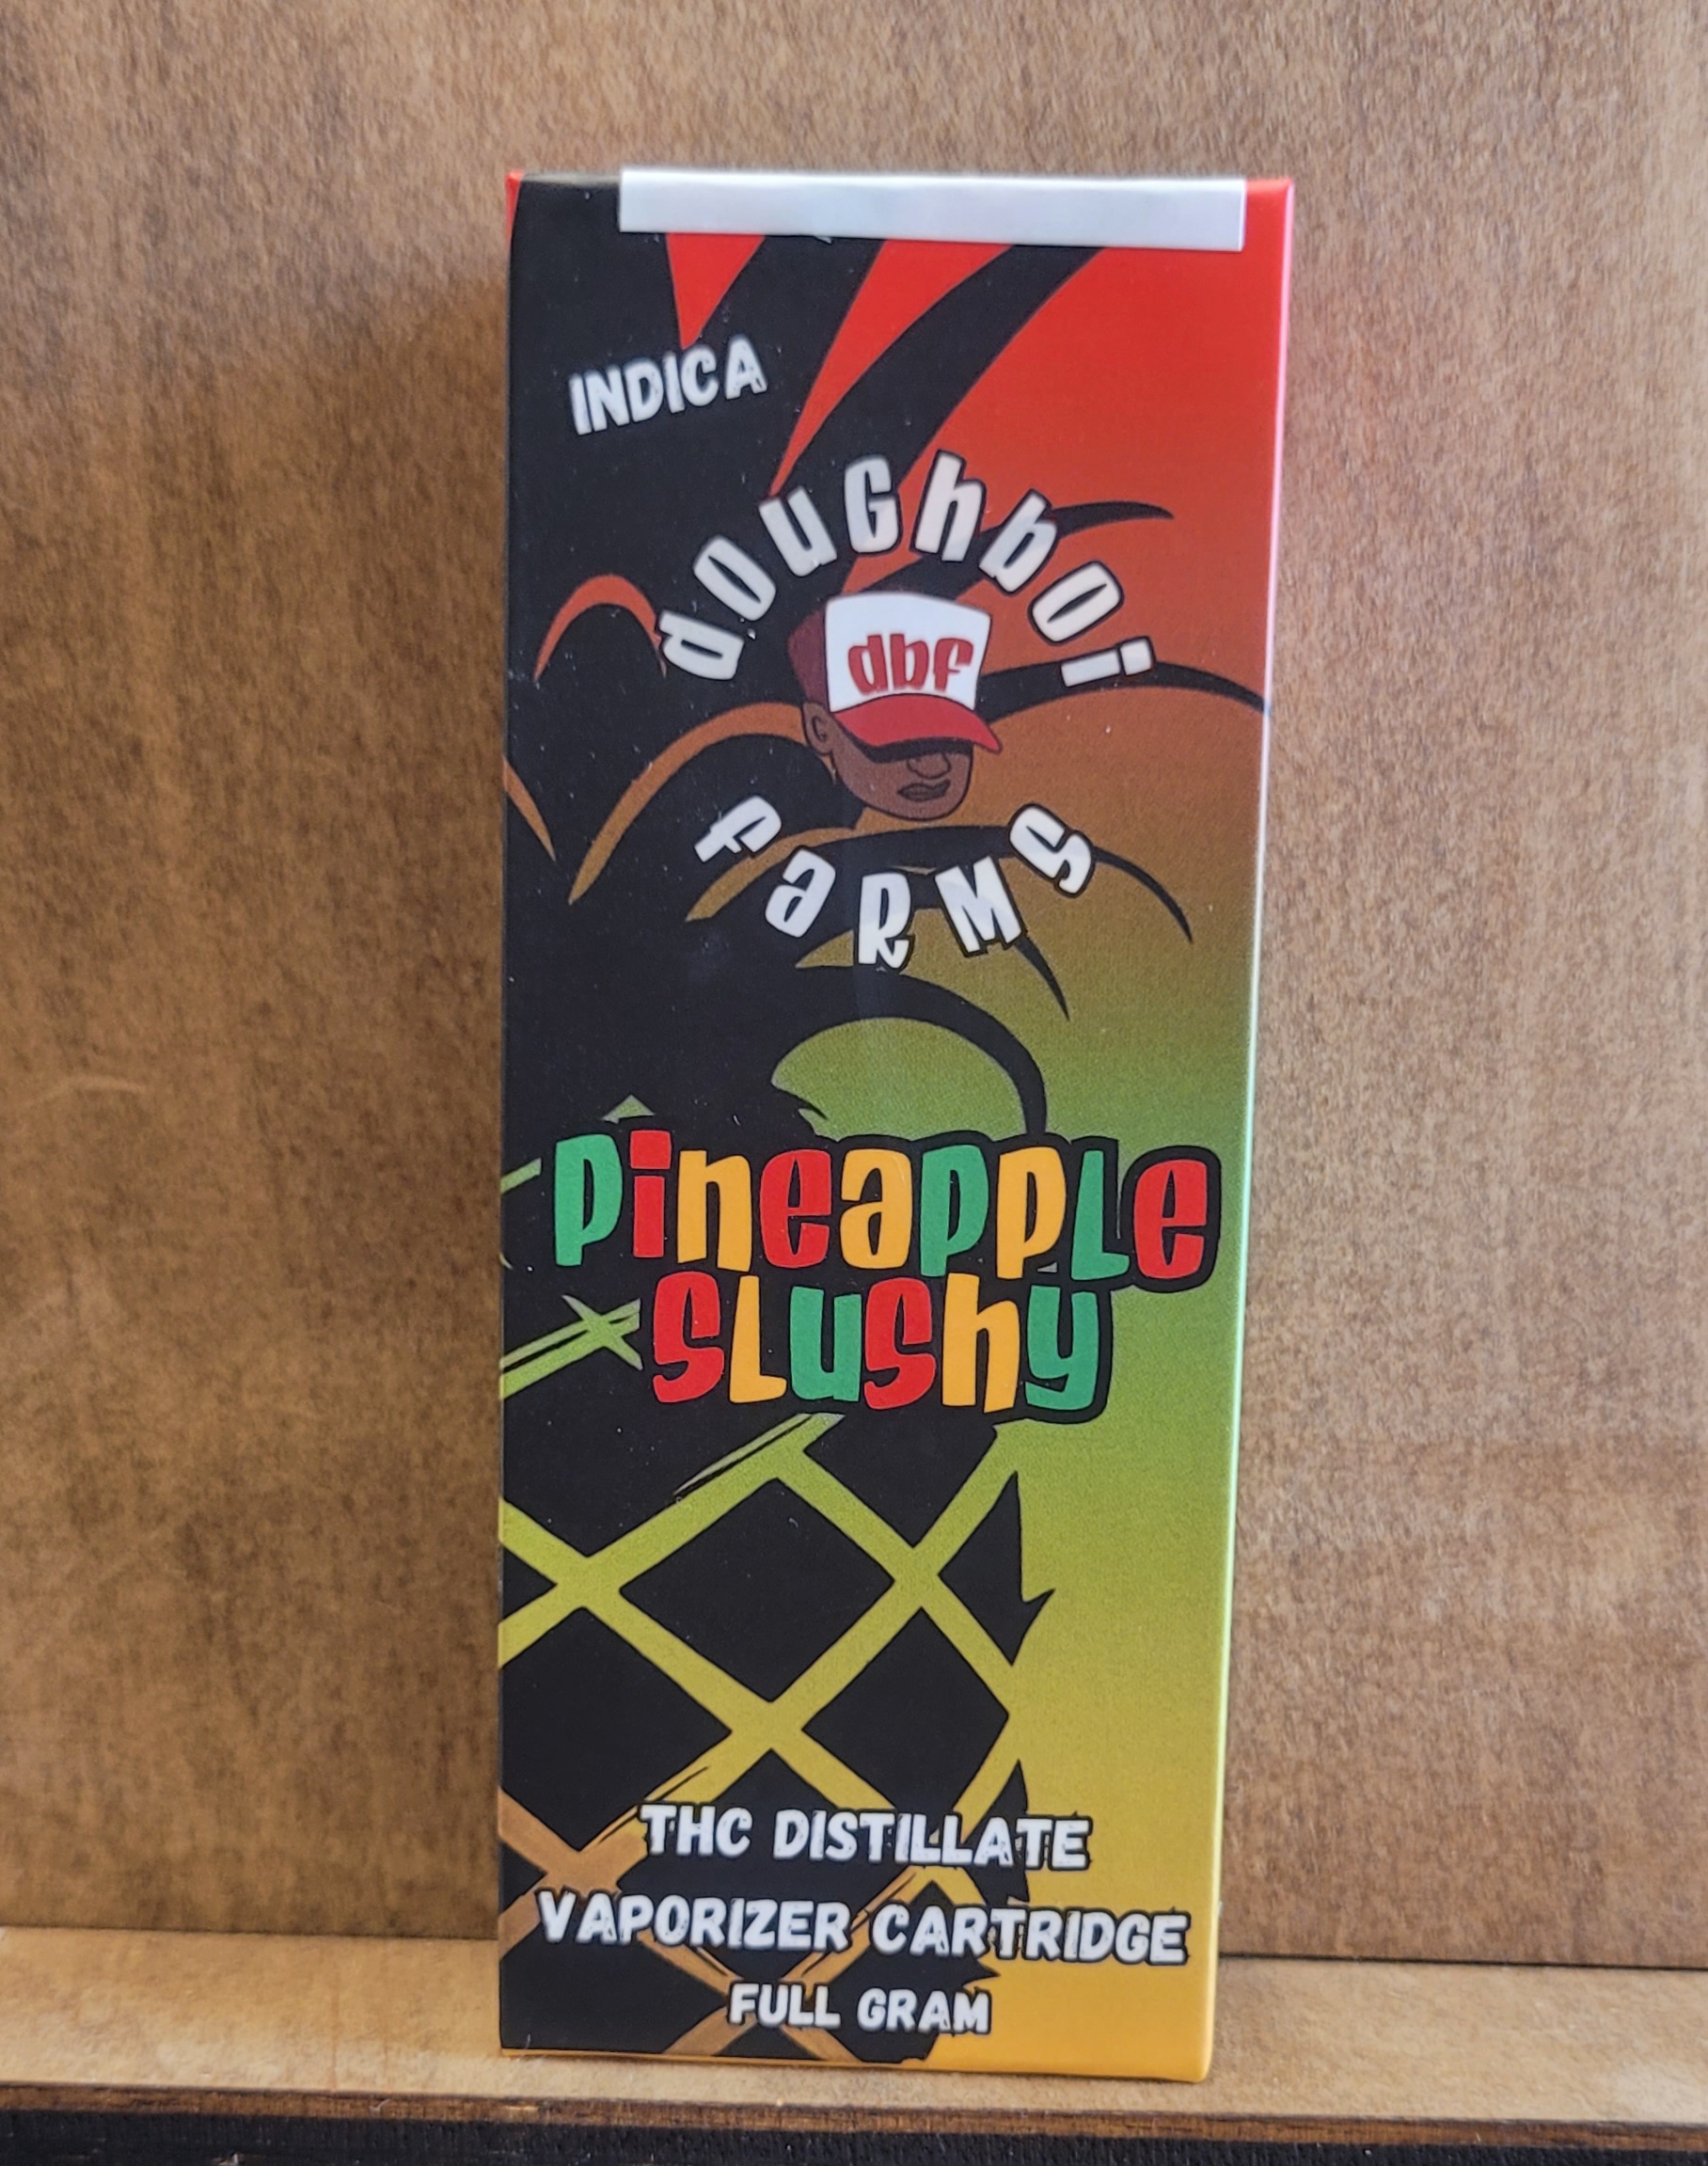 INDICA
douGhboi
dbf
faRMs
pineappLe
sLushy
THC DISTILLATE
VAPORIZER CARTRIDGE
FULL GRAM